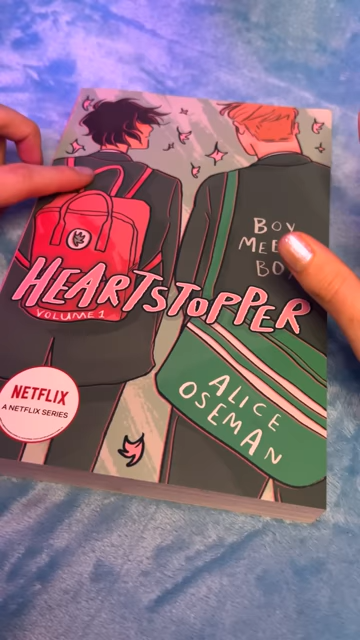 BOY
MEETS
BOY
HEARTSTOPPER
VOLUME 1
NETFLIX
A NETFLIX SERIES
ALICE
OSEMAN